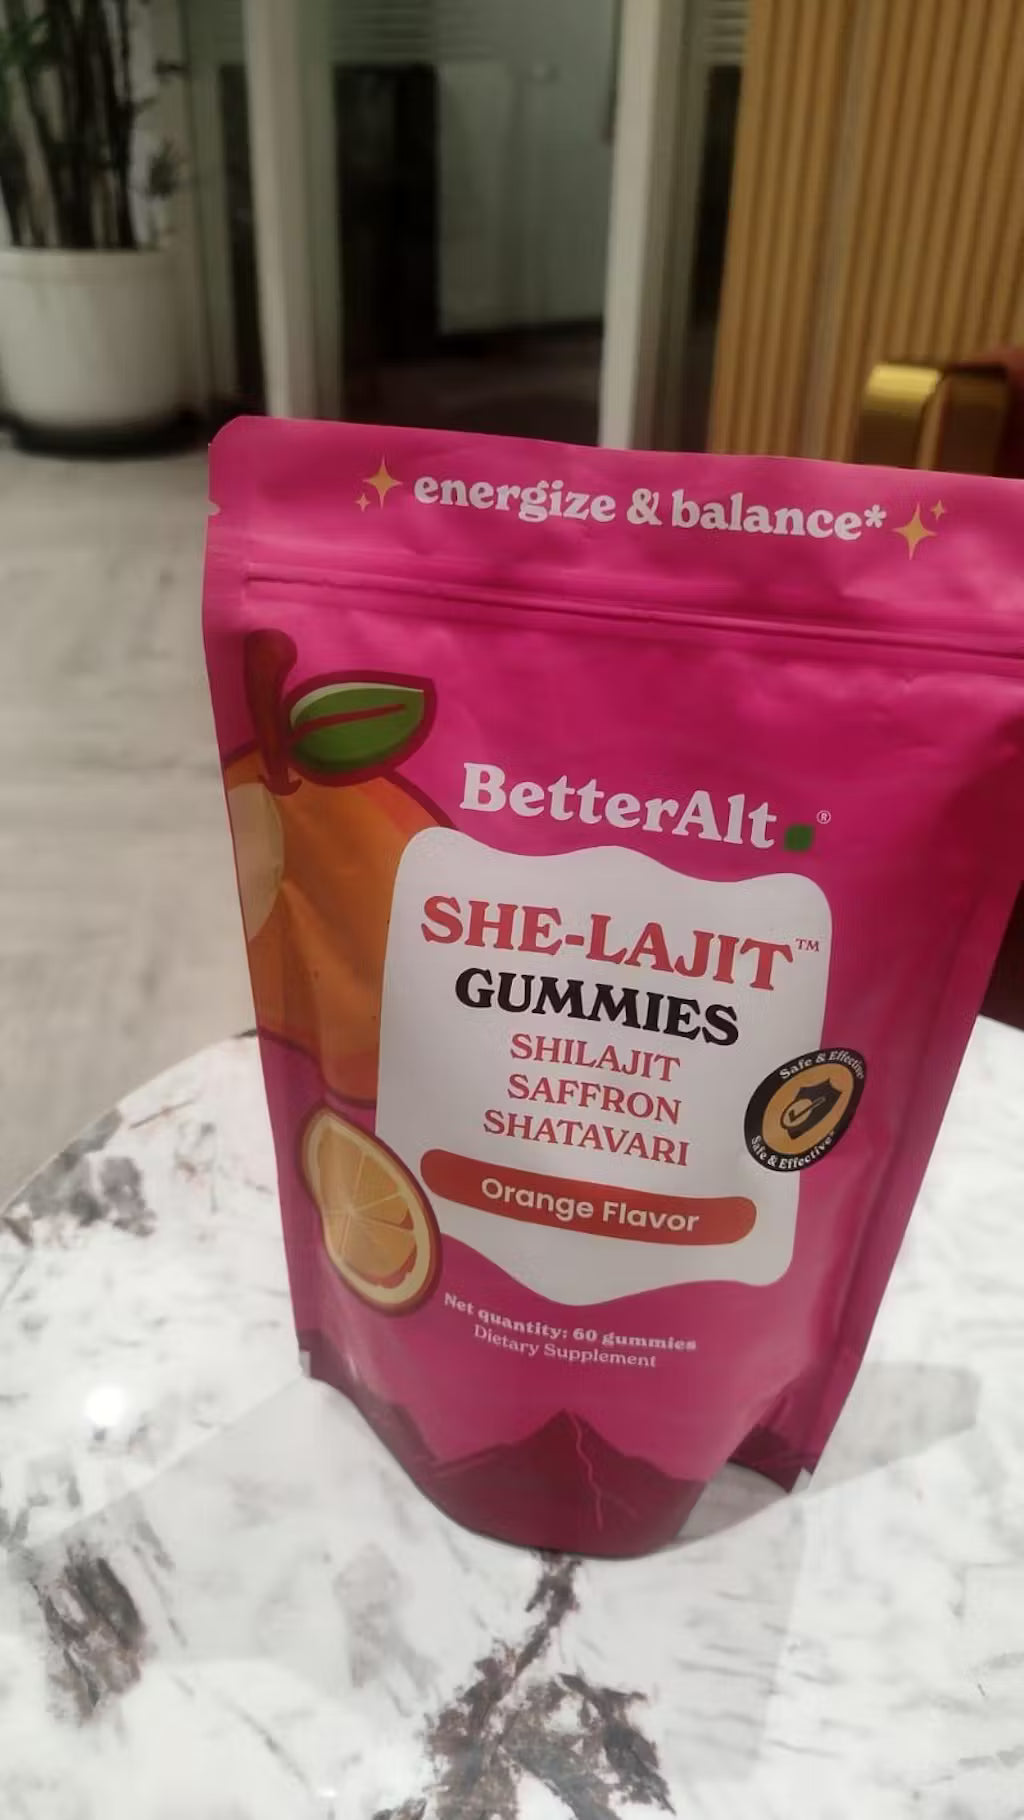 energize & balance*
BetterAlt ®
SHE-LAJIT™
GUMMIES
SHILAJIT
SAFFRON
SHATAVARI
Safe & Effective*
Safe & Effective*
Orange Flavor
Net quantity: 60 gummies
Dietary Supplement